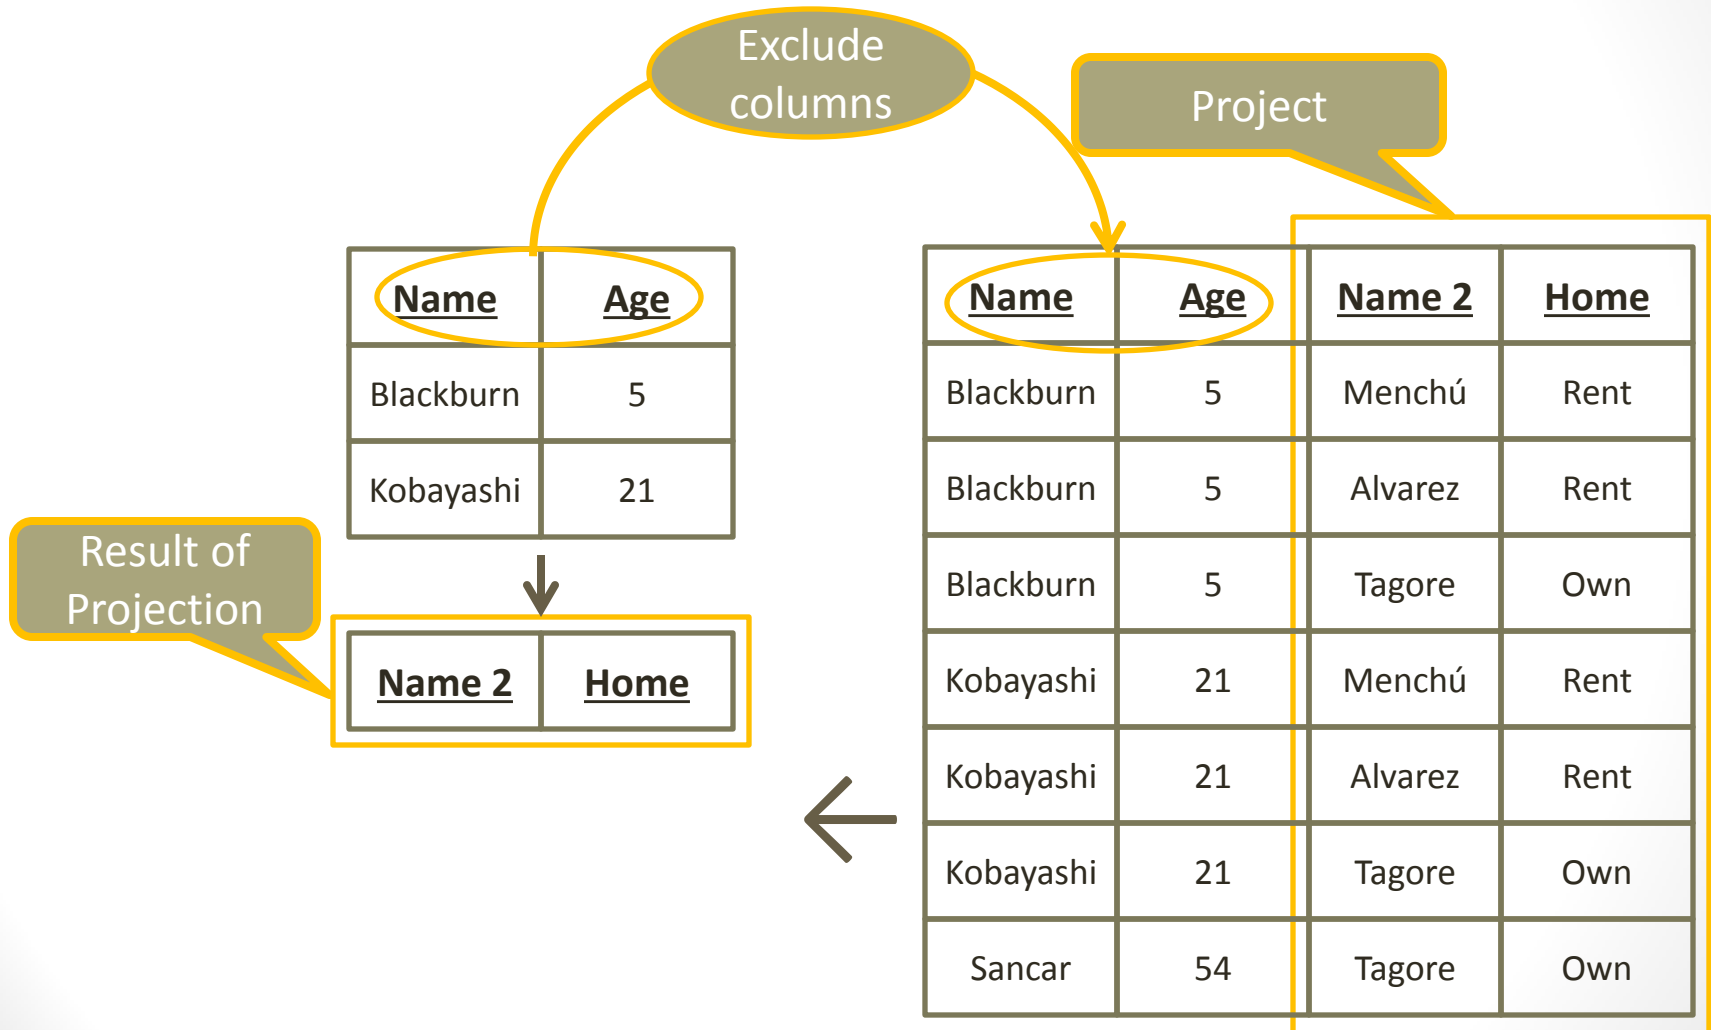 Exclude
columns
Project
Name Age
Blackburn 5
Kobayashi 21
Result of
Projection
Name 2 Home
Name Age Name 2 Home
Blackburn 5 Menchú Rent
Blackburn 5 Alvarez Rent
Blackburn 5 Tagore Own
Kobayashi 21 Menchú Rent
Kobayashi 21 Alvarez Rent
Kobayashi 21 Tagore Own
Sancar 54 Tagore Own